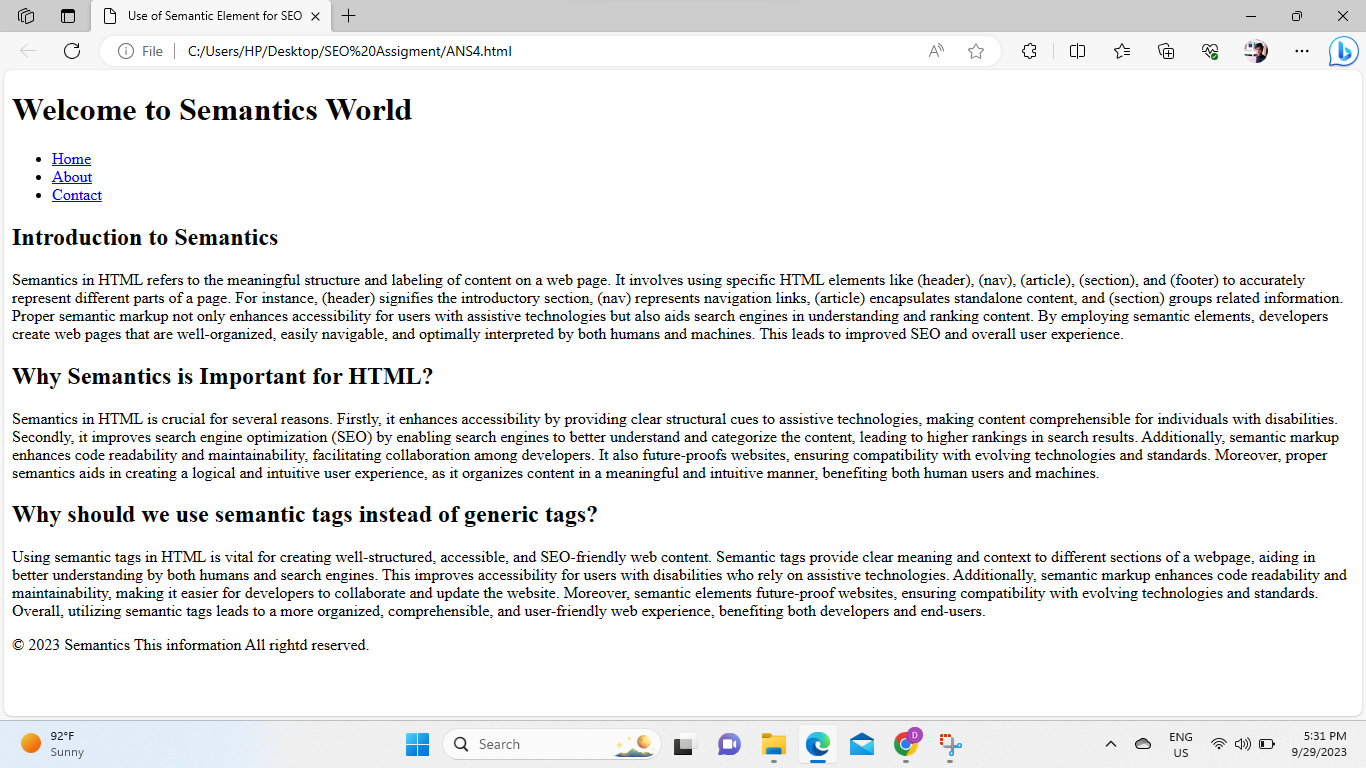 Use of Semantic Element for SEO
File
C:/Users/HP/Desktop/SEO%20Assigment/ANS4.html
Welcome to Semantics World
Home
About
Contact
Introduction to Semantics
Semantics in HTML refers to the meaningful structure and labeling of content on a web page. It involves using specific HTML elements like (header), (nav), (article), (section), and (footer) to accurately
represent different parts of a page. For instance, (header) signifies the introductory section, (nav) represents navigation links, (article) encapsulates standalone content, and (section) groups related information.
Proper semantic markup not only enhances accessibility for users with assistive technologies but also aids search engines in understanding and ranking content. By employing semantic elements, developers
create web pages that are well-organized, easily navigable, and optimally interpreted by both humans and machines. This leads to improved SEO and overall user experience.
Why Semantics is Important for HTML?
Semantics in HTML is crucial for several reasons. Firstly, it enhances accessibility by providing clear structural cues to assistive technologies, making content comprehensible for individuals with disabilities.
Secondly, it improves search engine optimization (SEO) by enabling search engines to better understand and categorize the content, leading to higher rankings in search results. Additionally, semantic markup
enhances code readability and maintainability, facilitating collaboration among developers. It also future-proofs websites, ensuring compatibility with evolving technologies and standards. Moreover, proper
semantics aids in creating a logical and intuitive user experience, as it organizes content in a meaningful and intuitive manner, benefiting both human users and machines.
Why should we use semantic tags instead of generic tags?
Using semantic tags in HTML is vital for creating well-structured, accessible, and SEO-friendly web content. Semantic tags provide clear meaning and context to different sections of a webpage, aiding in
better understanding by both humans and search engines. This improves accessibility for users with disabilities who rely on assistive technologies. Additionally, semantic markup enhances code readability and
maintainability, making it easier for developers to collaborate and update the website. Moreover, semantic elements future-proof websites, ensuring compatibility with evolving technologies and standards.
Overall, utilizing semantic tags leads to a more organized, comprehensible, and user-friendly web experience, benefiting both developers and end-users.
© 2023 Semantics This information All rightd reserved.
92°F
Sunny
Search
D
ENG
US
5:31 PM
9/29/2023